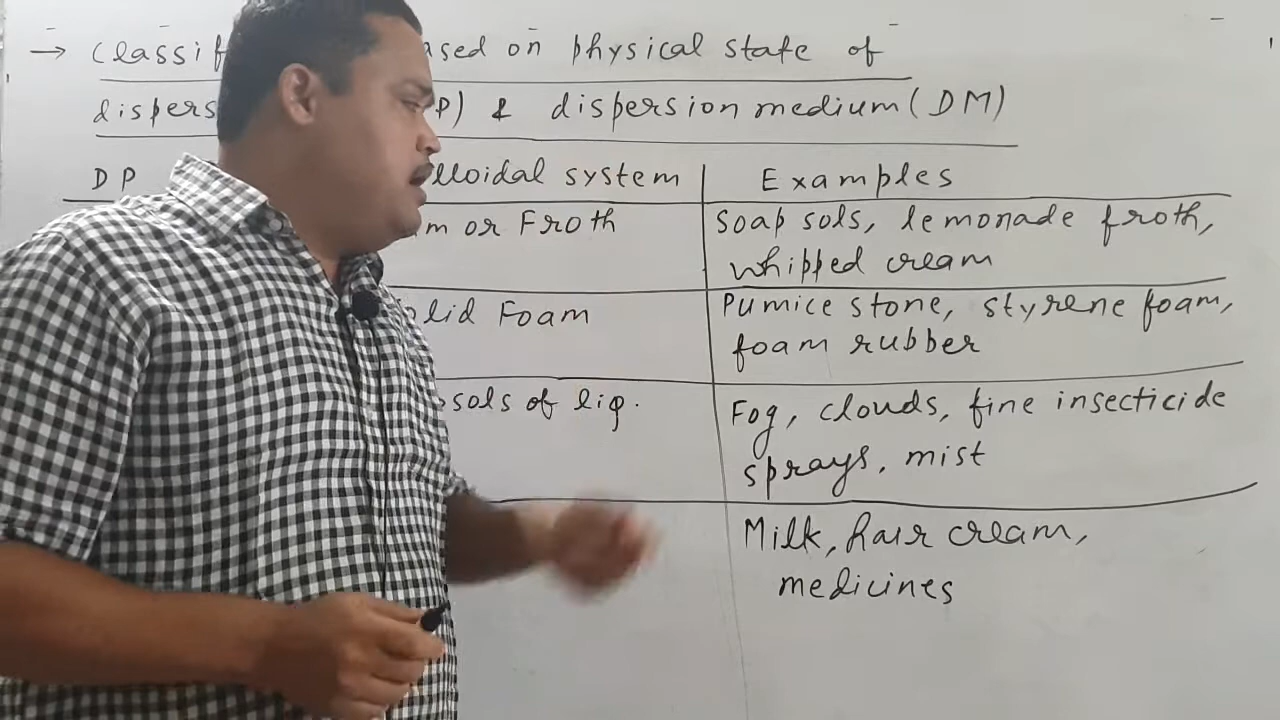 → Classif ased on physical state of
dispers P) & dispersion medium (DM)
DP lloidal system Examples
m or Froth Soap sols, lemonade froth,
whipped cream
lid Foam Pumice stone, styrene foam,
foam rubber
sols of liq. Fog, clouds, fine insecticide
sprays, mist
Milk, hair cream,
medicines